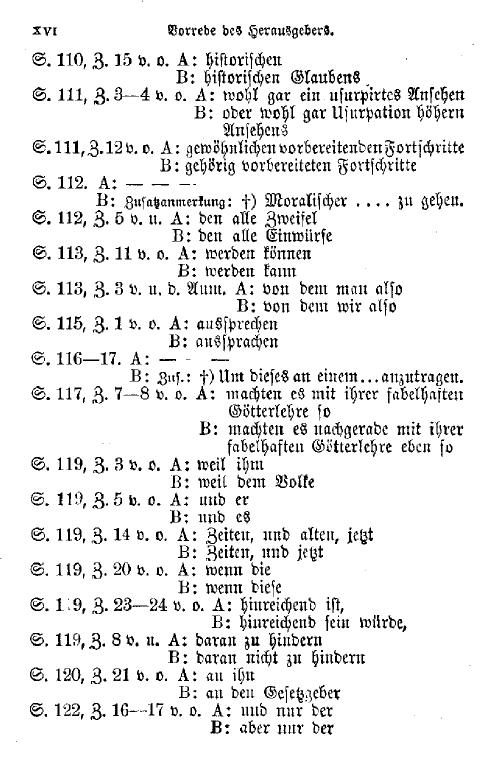 XVI Vorrede des Herausgebers.
S. 110, Z. 15 v. o. A: historischen
B: historischen Glaubens
S. 111, Z. 3—4 v. o. A: wohl gar ein usurpirtes Ansehen
B: oder wohl gar Usurpation höhern
Ansehens
S. 111, Z. 12 v. o. A: gewöhnlichen vorbereitenden Fortschritte
B: gehörig vorbereiteten Fortschritte
S. 112. A: — — —
B: Zusatzanmerkung: †) Moralischer .... zu gehen.
S. 112, Z. 5 v. u. A: den alle Zweifel
B: den alle Einwürfe
S. 113, Z. 11 v. o. A: werden können
B: werden kann
S. 113, Z. 3 v. u. d. Anm. A: von dem man also
B: von dem wir also
S. 115, Z. 1 v. o. A: aussprechen
B: aussprachen
S. 116—17. A: — - —
B: Zus.: †) Um dieses an einem... anzutragen.
S. 117, Z. 7—8 v. o. A: machten es mit ihrer fabelhaften
Götterlehre so
B: machten es nachgerade mit ihrer
fabelhaften Götterlehre eben so
S. 119, Z. 3 v. o. A: weil ihm
B: weil dem Volke
S. 119, Z. 5 v. o. A: und er
B: und es
S. 119, Z. 14 v. o. A: Zeiten, und alten, jetzt
B: Zeiten, und jetzt
S. 119, Z. 20 v. o. A: wenn die
B: wenn diese
S. 119, Z. 23—24 v. o. A: hinreichend ist,
B: hinreichend sein würde,
S. 119, Z. 8 v. u. A: daran zu hindern
B: daran nicht zu hindern
S. 120, Z. 21 v. o. A: an ihn
B: an den Gesetzgeber
S. 122, Z. 16—17 v. o. A: und nur der
B: aber nur der